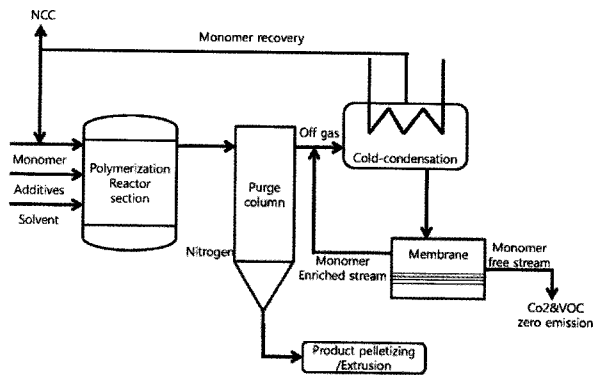 NCC
Monomer recovery
Monomer
Additives
Solvent
Polymerization
Reactor
section
Purge
column
Nitrogen
Off gas
Cold-condensation
Membrane
Monomer
Enriched stream
Monomer
free stream
Co2&VOC
zero emission
Product pelletizing
/Extrusion